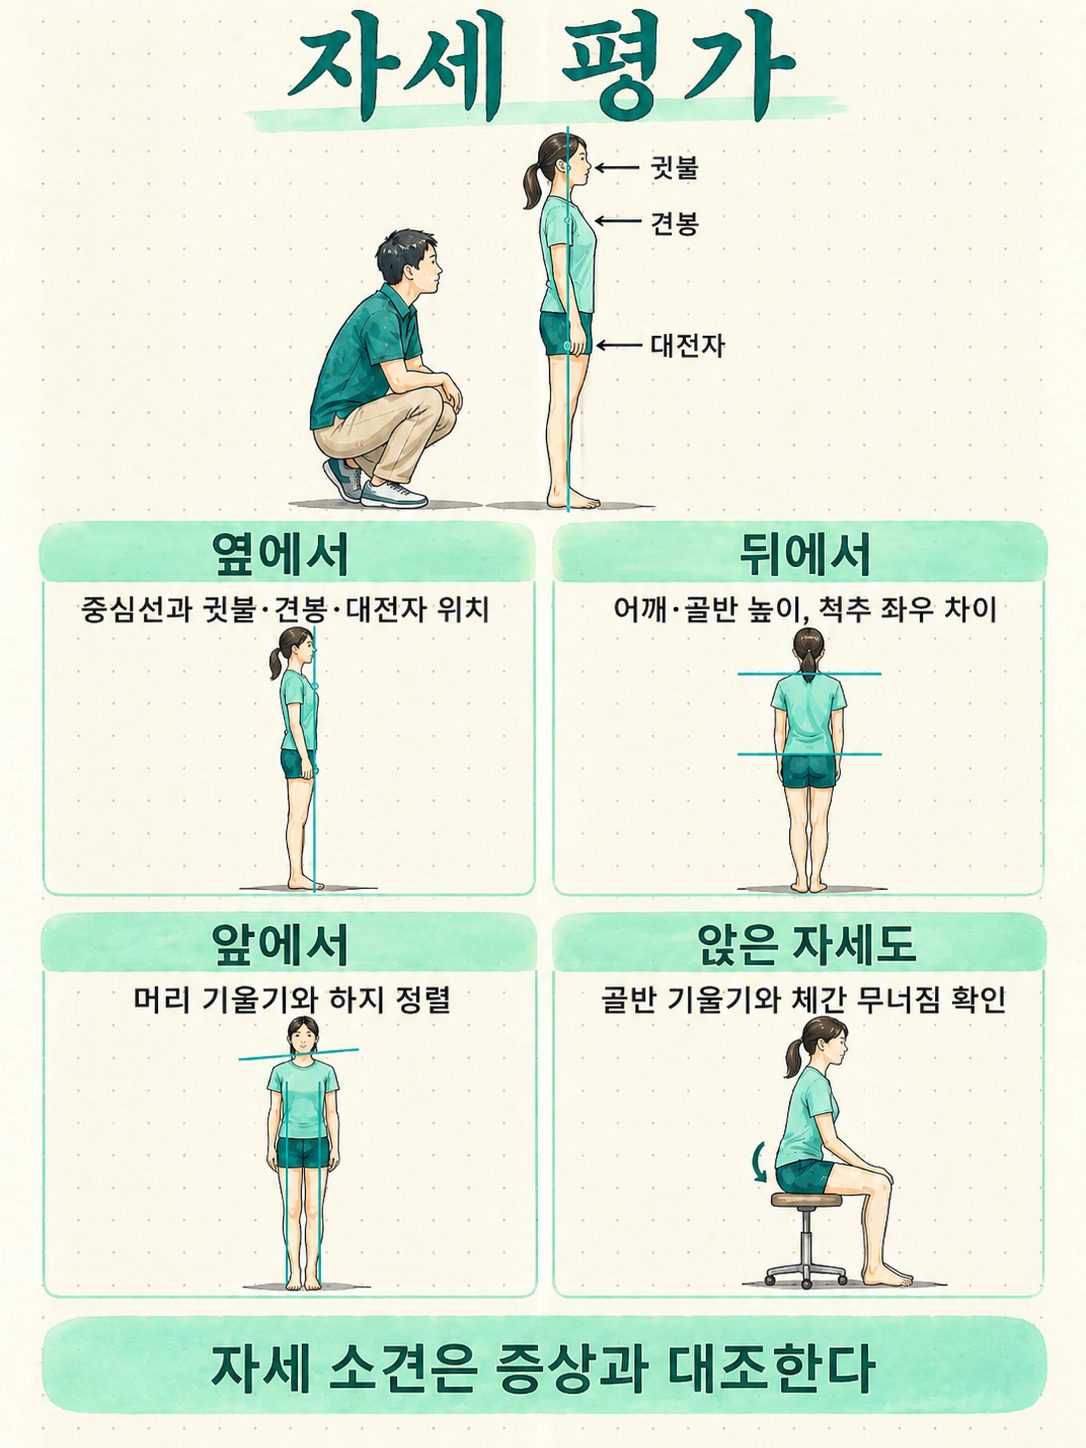 자세 평가
귓불
견봉
대전자
옆에서
중심선과 귓불·견봉·대전자 위치
뒤에서
어깨·골반 높이, 척추 좌우 차이
앞에서
머리 기울기와 하지 정렬
앉은 자세도
골반 기울기와 체간 무너짐 확인
자세 소견은 증상과 대조한다